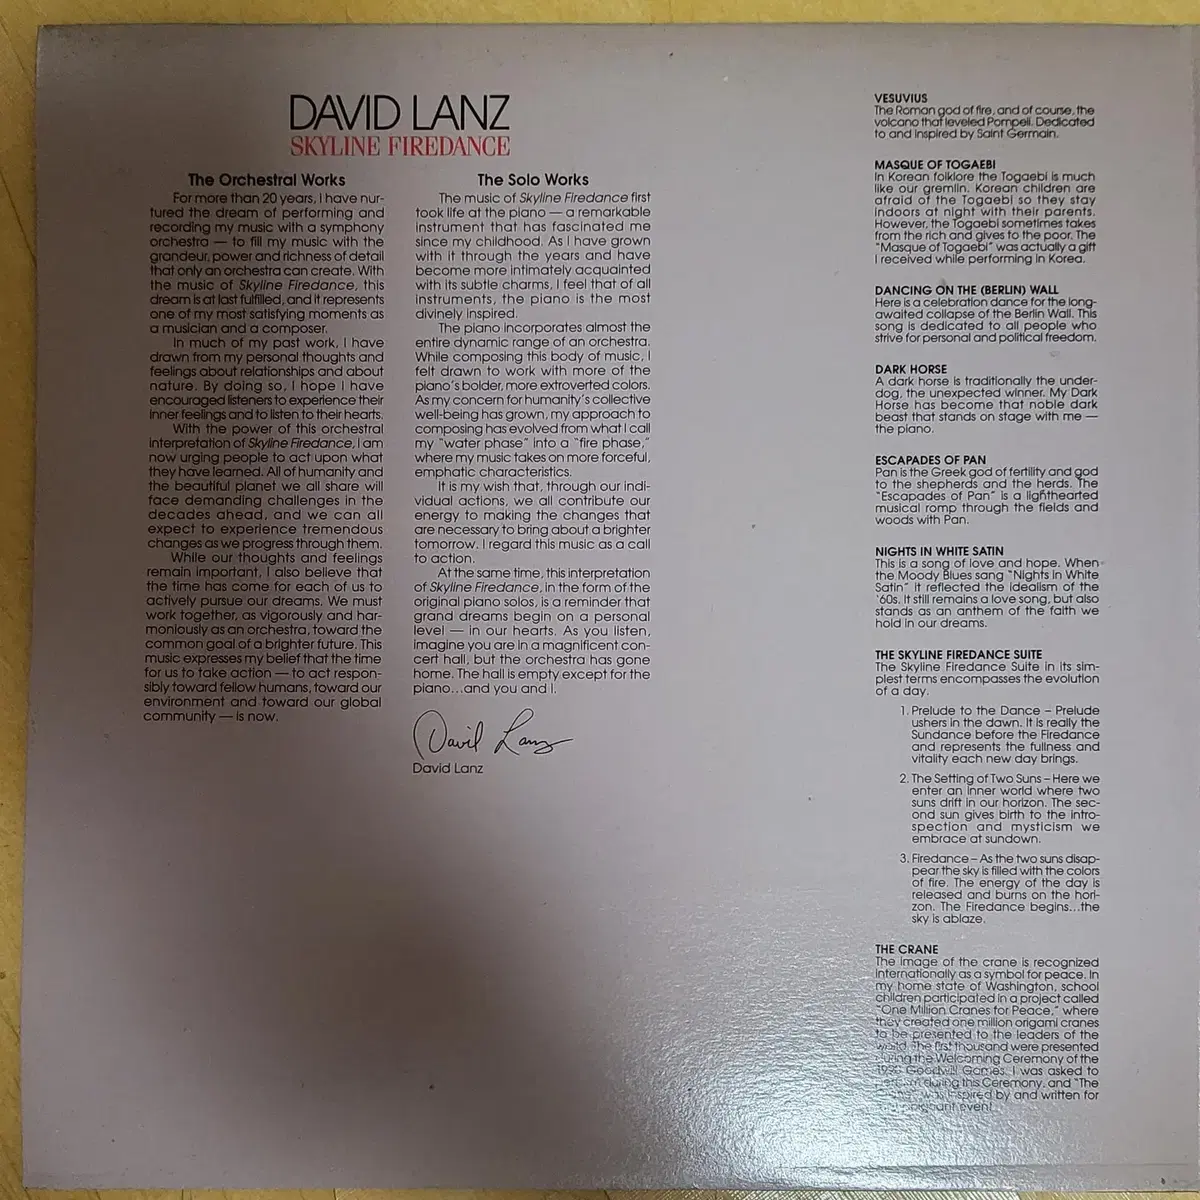 DAVID LANZ
SKYLINE FIREDANCE
The Orchestral Works
For more than 20 years, I have nur-
tured the dream of performing and
recording my music with a symphony
orchestra — to fill my music with the
grandeur, power and richness of detail
that only an orchestra can create. With
the music of Skyline Firedance, this
dream is at last fulfilled, and it represents
one of my most satisfying moments as
a musician and a composer.
In much of my past work, I have
drawn from my personal thoughts and
feelings about relationships and about
nature. By doing so, I hope I have
encouraged listeners to experience their
inner feelings and to listen to their hearts.
With the power of this orchestral
interpretation of Skyline Firedance, I am
now urging people to act upon what
they have learned. All of humanity and
the beautiful planet we all share will
face demanding challenges in the
decades ahead, and we can all
expect to experience tremendous
changes as we progress through them.
While our thoughts and feelings
remain important, I also believe that
the time has come for each of us to
actively pursue our dreams. We must
work together, as vigorously and har-
moniously as an orchestra, toward the
common goal of a brighter future. This
music expresses my belief that the time
for us to take action — to act respon-
sibly toward fellow humans, toward our
environment and toward our global
community — is now.
The Solo Works
The music of Skyline Firedance first
took life at the piano — a remarkable
instrument that has fascinated me
since my childhood. As I have grown
with it through the years and have
become more intimately acquainted
with its subtle charms, I feel that of all
instruments, the piano is the most
divinely inspired.
The piano incorporates almost the
entire dynamic range of an orchestra.
While composing this body of music, I
felt drawn to work with more of the
piano's bolder, more extroverted colors.
As my concern for humanity's collective
well-being has grown, my approach to
composing has evolved from what I call
my "water phase" into a "fire phase,"
where my music takes on more forceful,
emphatic characteristics.
It is my wish that, through our indi-
vidual actions, we all contribute our
energy to making the changes that
are necessary to bring about a brighter
tomorrow. I regard this music as a call
to action.
At the same time, this interpretation
of Skyline Firedance, in the form of the
original piano solos, is a reminder that
grand dreams begin on a personal
level — in our hearts. As you listen,
imagine you are in a magnificent con-
cert hall, but the orchestra has gone
home. The hall is empty except for the
piano...and you and I.
David Lanz
David Lanz
VESUVIUS
The Roman god of fire, and of course, the
volcano that leveled Pompeii. Dedicated
to and inspired by Saint Germain.
MASQUE OF TOGAEBI
In Korean folklore the Togaebi is much
like our gremlin. Korean children are
afraid of the Togaebi so they stay
indoors at night with their parents.
However, the Togaebi sometimes takes
from the rich and gives to the poor. The
"Masque of Togaebi" was actually a gift
I received while performing in Korea.
DANCING ON THE (BERLIN) WALL
Here is a celebration dance for the long-
awaited collapse of the Berlin Wall. This
song is dedicated to all people who
strive for personal and political freedom.
DARK HORSE
A dark horse is traditionally the under-
dog, the unexpected winner. My Dark
Horse has become that noble dark
beast that stands on stage with me —
the piano.
ESCAPADES OF PAN
Pan is the Greek god of fertility and god
to the shepherds and the herds. The
"Escapades of Pan" is a lighthearted
musical romp through the fields and
woods with Pan.
NIGHTS IN WHITE SATIN
This is a song of love and hope. When
the Moody Blues sang "Nights in White
Satin" it reflected the idealism of the
'60s. It still remains a love song, but also
stands as an anthem of the faith we
hold in our dreams.
THE SKYLINE FIREDANCE SUITE
The Skyline Firedance Suite in its sim-
plest terms encompasses the evolution
of a day.
1. Prelude to the Dance – Prelude
ushers in the dawn. It is really the
Sundance before the Firedance
and represents the fullness and
vitality each new day brings.
2. The Setting of Two Suns – Here we
enter an inner world where two
suns drift in our horizon. The sec-
ond sun gives birth to the intro-
spection and mysticism we
embrace at sundown.
3. Firedance – As the two suns disap-
pear the sky is filled with the colors
of fire. The energy of the day is
released and burns on the hori-
zon. The Firedance begins...the
sky is ablaze.
THE CRANE
The image of the crane is recognized
internationally as a symbol for peace. In
my home state of Washington, school
children participated in a project called
"One Million Cranes for Peace," where
they created one million origami cranes
to be presented to the leaders of the
world. The first thousand were presented
during the Welcoming Ceremony of the
1990 Goodwill Games. I was asked to
perform during this Ceremony, and "The
was inspired by and written for
event.